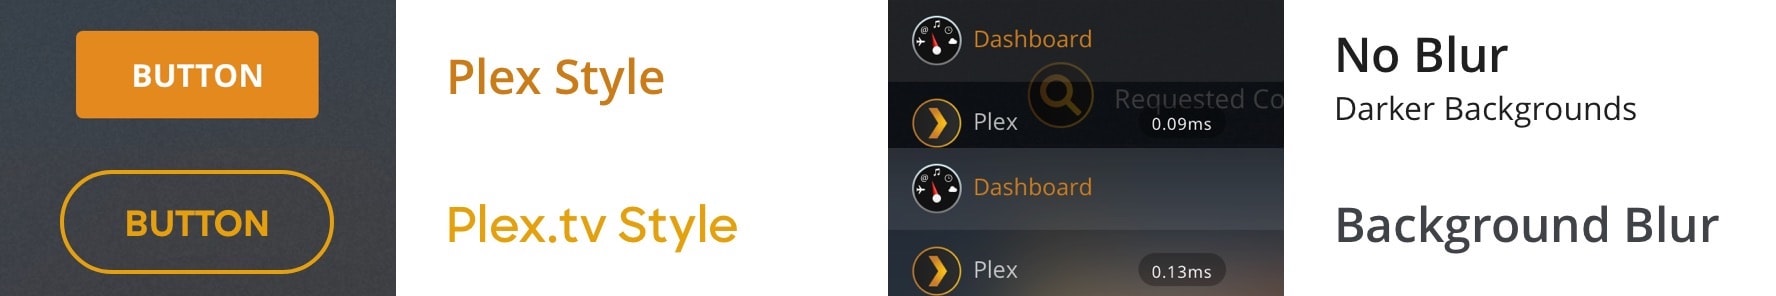 BUTTON
Plex Style
BUTTON
Plex.tv Style
Dashboard
Requested Co
Plex
0.09ms
Dashboard
Plex
0.13ms
No Blur
Darker Backgrounds
Background Blur